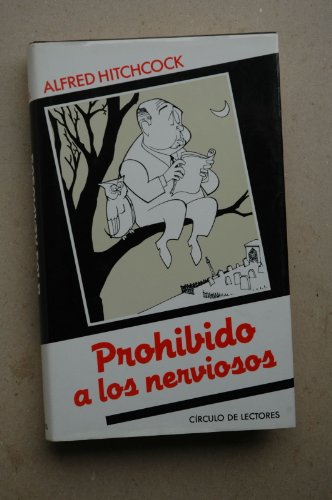 ALFRED HITCHCOCK
Prohibido
a los nerviosos
CÍRCULO DE LECTORES